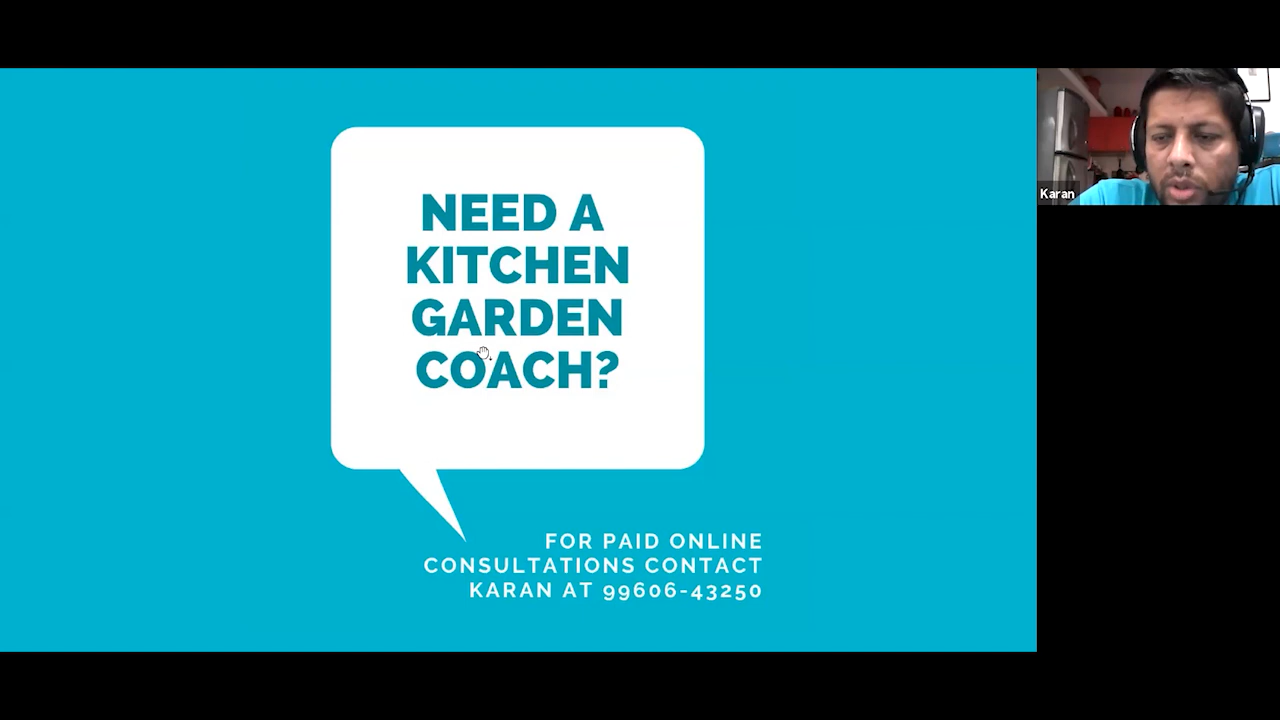 NEED A
KITCHEN
GARDEN
COACH?
FOR PAID ONLINE
CONSULTATIONS CONTACT
KARAN AT 99606-43250
Karan